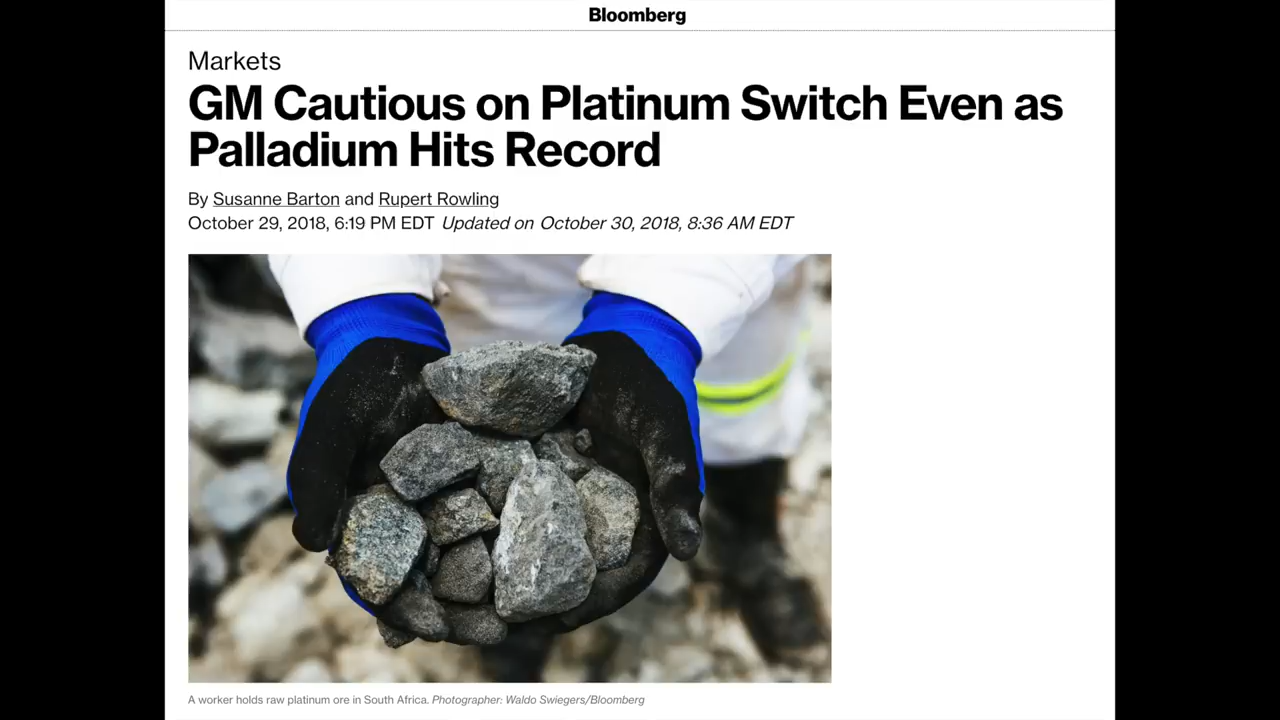 Bloomberg
Markets
GM Cautious on Platinum Switch Even as
Palladium Hits Record
By Susanne Barton and Rupert Rowling
October 29, 2018, 6:19 PM EDT Updated on October 30, 2018, 8:36 AM EDT
A worker holds raw platinum ore in South Africa. Photographer: Waldo Swiegers/Bloomberg